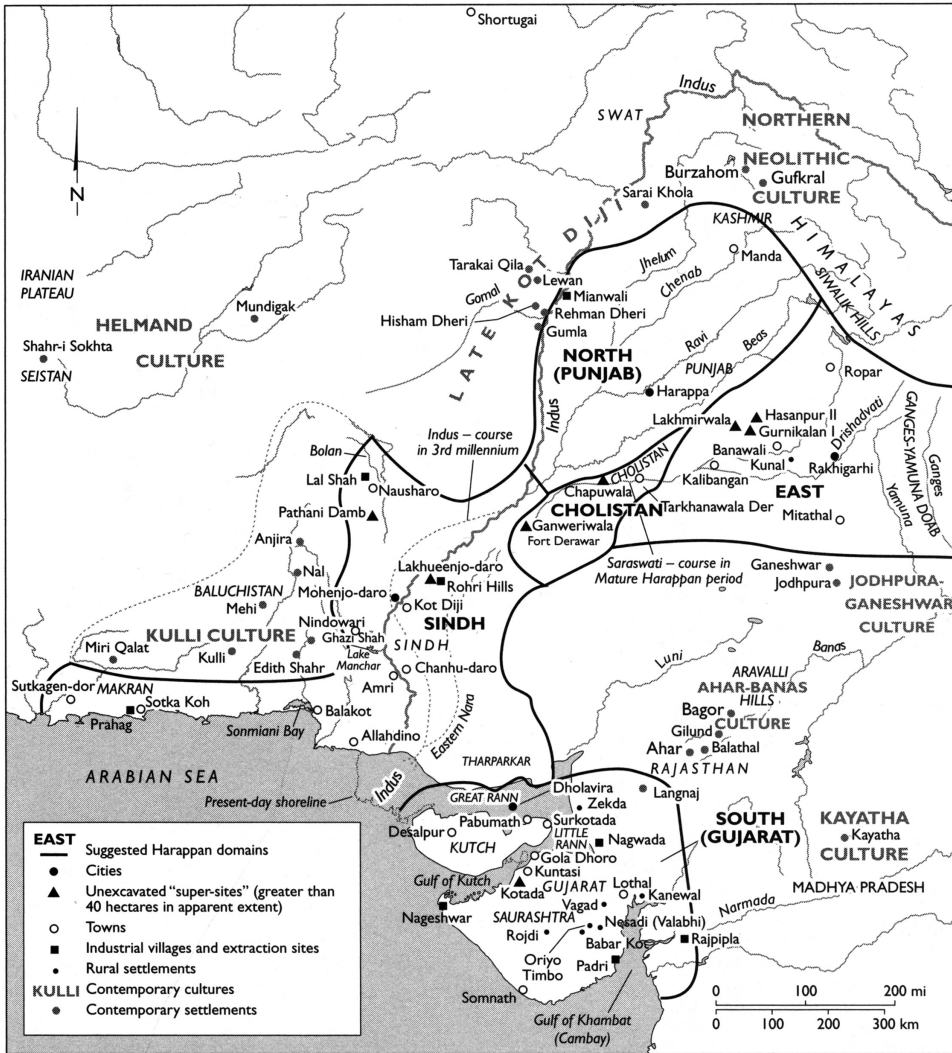 Shortugai
Indus
SWAT
NORTHERN
NEOLITHIC
CULTURE
Burzahom
Gufkral
Sarai Khola
KASHMIR
HIMALAYAS
SIWALIK HILLS
Manda
Jhelum
Chenab
N
LATE KOT DIJI
Tarakai Qila
Lewan
Gomal
Mianwali
Hisham Dheri
Rehman Dheri
Gumla
IRANIAN
PLATEAU
HELMAND
CULTURE
Mundigak
Shahr-i Sokhta
SEISTAN
NORTH
(PUNJAB)
Ravi
Beas
PUNJAB
Harappa
Ropar
Indus
Indus – course
in 3rd millennium
Lakhmirwala
Hasanpur II
Gurnikalan I
Drishadvati
Banawali
Kunal
Rakhigarhi
GANGES-YAMUNA DOAB
Ganges
Yamuna
Bolan
Lal Shah
Nausharo
Pathani Damb
CHOLISTAN
Chapuwala
Kalibangan
EAST
CHOLISTAN
Tarkhanawala Der
Mitathal
Ganweriwala
Fort Derawar
Saraswati – course in
Mature Harappan period
Anjira
Nal
BALUCHISTAN
Mehi
Lakhueenjo-daro
Rohri Hills
Mohenjo-daro
Kot Diji
SINDH
Ganeshwar
Jodhpura
JODHPURA-
GANESHWAR
CULTURE
Nindowari
Ghazi Shah
KULLI CULTURE
SINDH
Lake
Manchar
Miri Qalat
Kulli
Edith Shahr
Chanhu-daro
Amri
Luni
Banas
Sutkagen-dor
MAKRAN
Sotka Koh
Prahag
Sonmiani Bay
Balakot
Allahdino
Eastern Nara
ARAVALLI
HILLS
AHAR-BANAS
CULTURE
Bagor
Gilund
Ahar
Balathal
RAJASTHAN
THARPARKAR
ARABIAN SEA
Present-day shoreline
Indus
GREAT RANN
Dholavira
Zekda
Langnaj
Pabumath
Surkotada
Desalpur
KUTCH
LITTLE
RANN
Nagwada
SOUTH
(GUJARAT)
KAYATHA
Kayatha
CULTURE
Gola Dhoro
Kuntasi
Gulf of Kutch
Kotada
GUJARAT
Lothal
Kanewal
MADHYA PRADESH
Nageshwar
Vagad
SAURASHTRA
Nesadi (Valabhi)
Narmada
Rojdi
Babar Kot
Rajpipla
Oriyo
Timbo
Padri
Somnath
Gulf of Khambat
(Cambay)
EAST
Suggested Harappan domains
Cities
Unexcavated "super-sites" (greater than
40 hectares in apparent extent)
Towns
Industrial villages and extraction sites
Rural settlements
KULLI Contemporary cultures
Contemporary settlements
0 100 200 mi
0 100 200 300 km